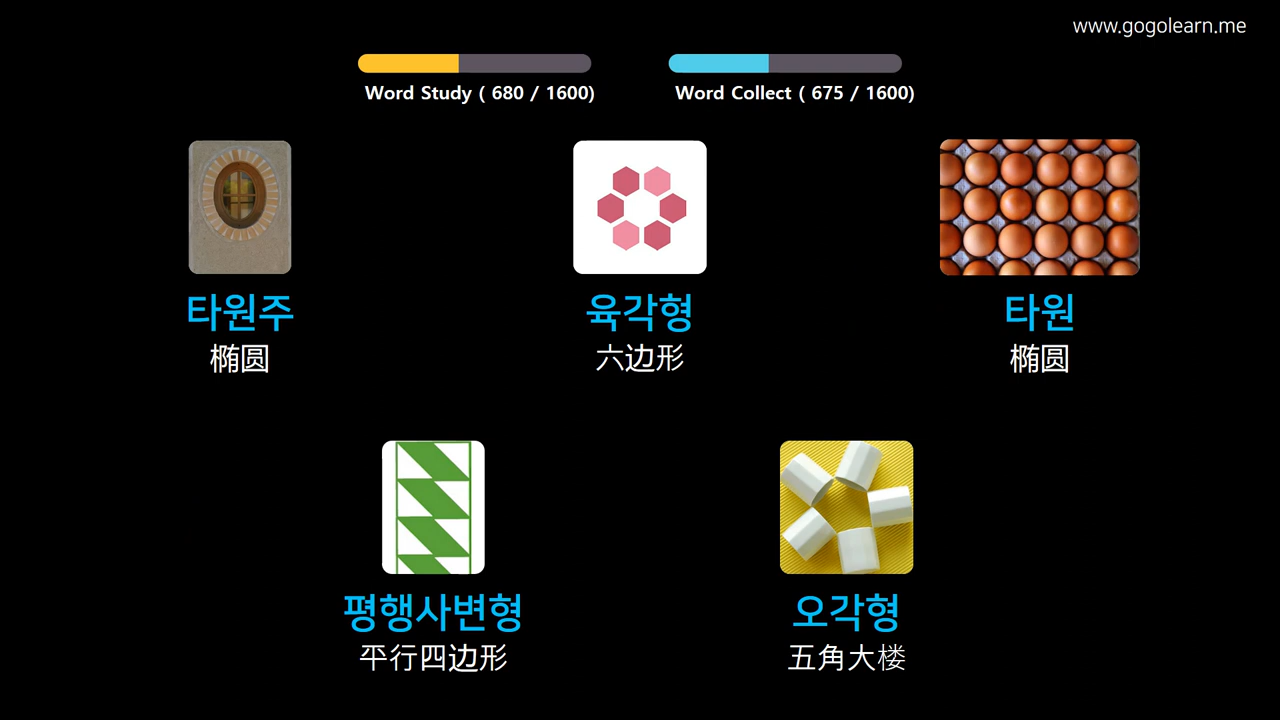 www.gogolearn.me
Word Study ( 680 / 1600)
Word Collect ( 675 / 1600)
타원주
椭圆
육각형
六边形
타원
椭圆
평행사변형
平行四边形
오각형
五角大楼